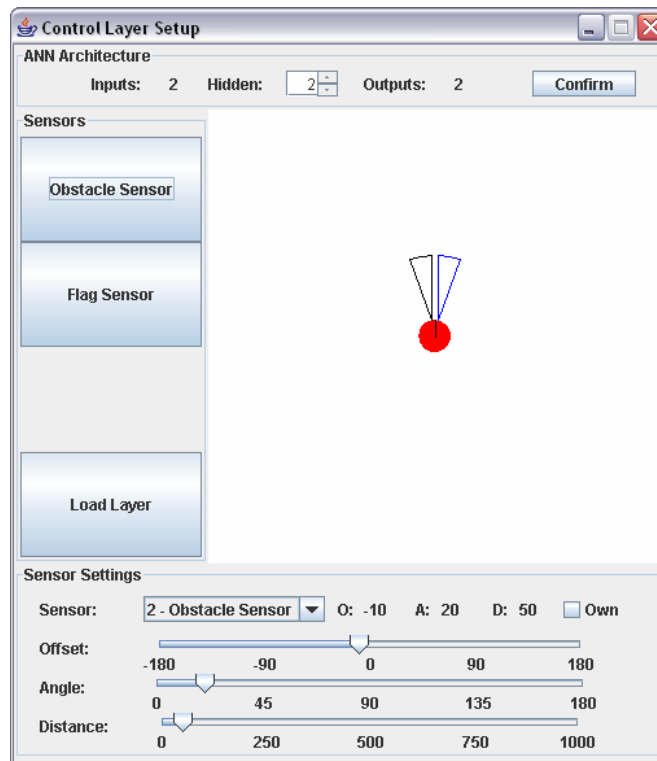 Control Layer Setup
ANN Architecture
Inputs: 2 Hidden: 2 Outputs: 2 Confirm
Sensors
Obstacle Sensor
Flag Sensor
Load Layer
Sensor Settings
Sensor: 2 - Obstacle Sensor O: -10 A: 20 D: 50 Own
Offset:
-180 -90 0 90 180
Angle:
0 45 90 135 180
Distance:
0 250 500 750 1000